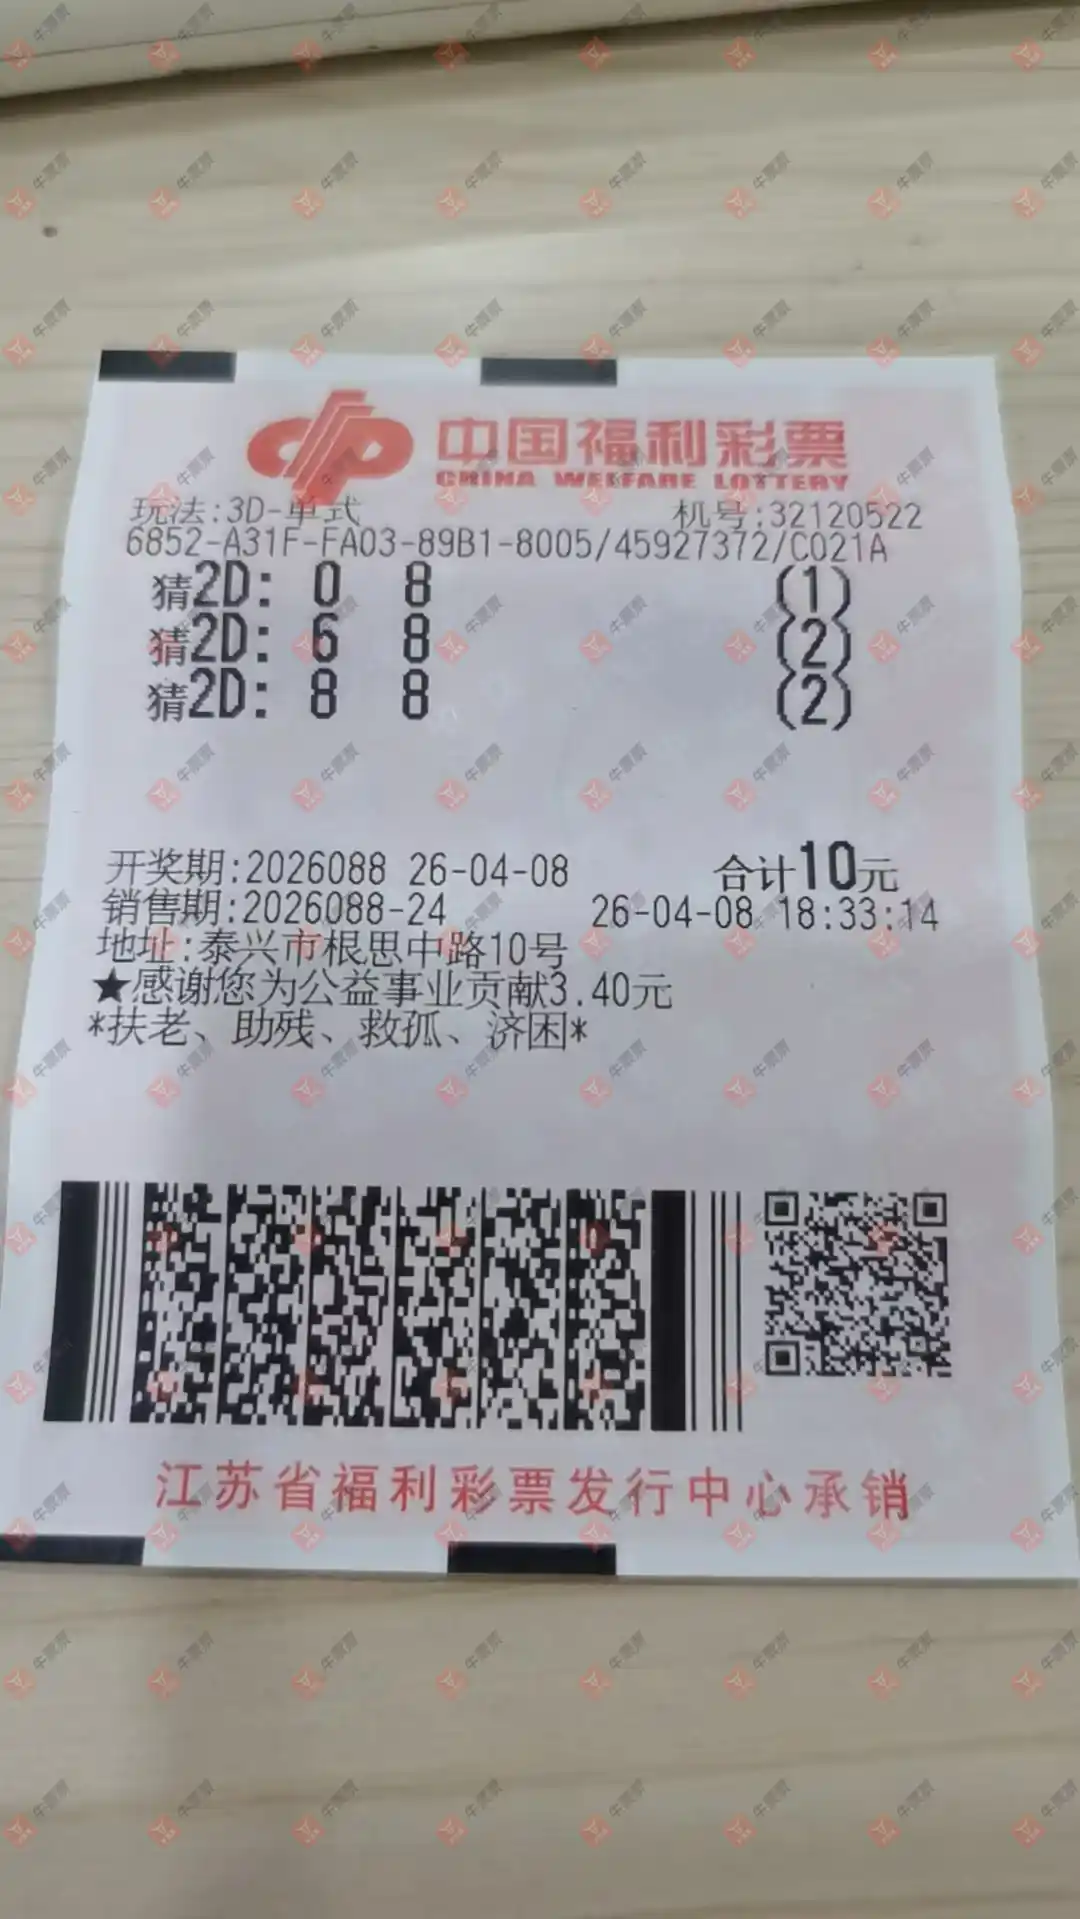 中国福利彩票
CHINA WELFARE LOTTERY
玩法:3D-单式 机号:32120522
6852-A31F-FA03-89B1-8005/45927372/C021A
猜2D: 0 8 (1)
猜2D: 6 8 (2)
猜2D: 8 8 (2)
开奖期:2026088 26-04-08 合计10元
销售期:2026088-24 26-04-08 18:33:14
地址:泰兴市根思中路10号
★感谢您为公益事业贡献3.40元
*扶老、助残、救孤、济困*
江苏省福利彩票发行中心承销
牛票票